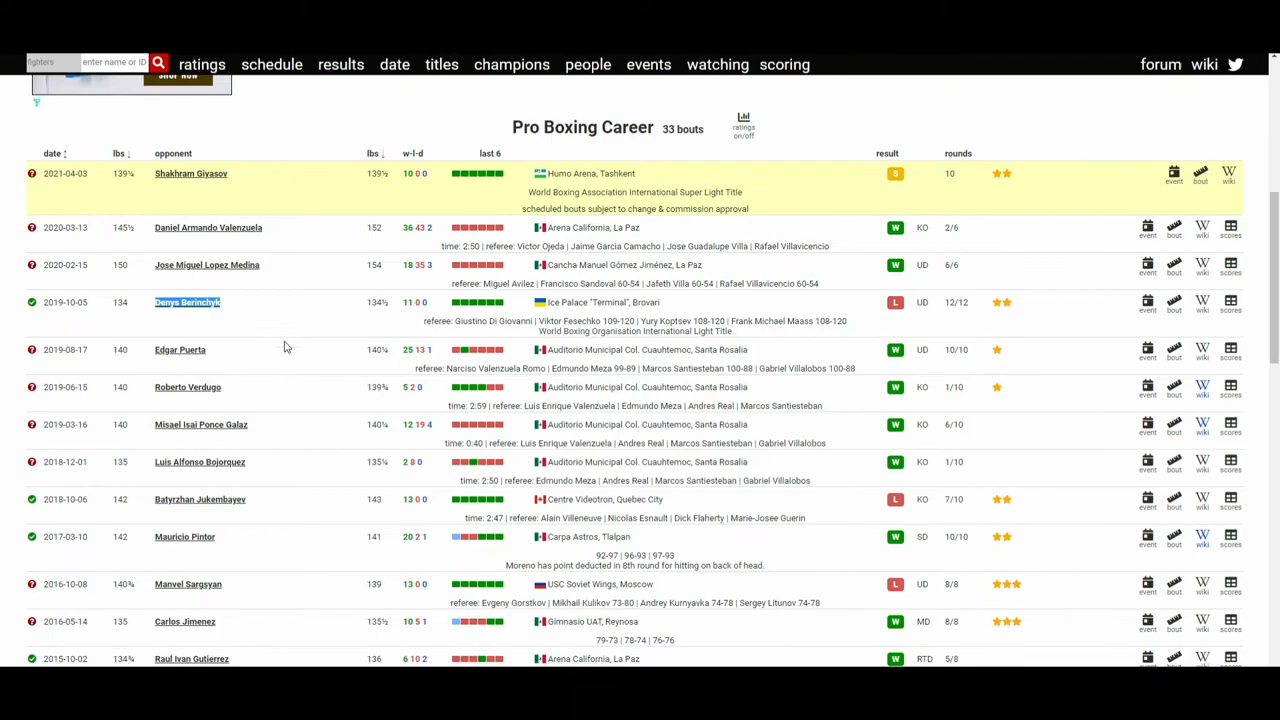 fighters enter name or ID ratings schedule results date titles champions people events watching scoring forum wiki
SHOP NOW
Pro Boxing Career 33 bouts
ratings
on/off
date lbs opponent lbs w-l-d last 6 result rounds
2021-04-03 139¼ Shakhram Giyasov 139½ 10 0 0 Humo Arena, Tashkent S 10 event bout wiki
World Boxing Association International Super Light Title
scheduled bouts subject to change & commission approval
2020-03-13 145½ Daniel Armando Valenzuela 152 36 43 2 Arena California, La Paz W KO 2/6 event bout wiki scores
time: 2:50 | referee: Victor Ojeda | Jaime Garcia Camacho | Jose Guadalupe Villa | Rafael Villavicencio
2020-02-15 150 Jose Miguel Lopez Medina 154 18 35 3 Cancha Manuel Gómez Jiménez, La Paz W UD 6/6 event bout wiki scores
referee: Miguel Avilez | Francisco Sandoval 60-54 | Jafeth Villa 60-54 | Rafael Villavicencio 60-54
2019-10-05 134 Denys Berinchyk 134½ 11 0 0 Ice Palace "Terminal", Brovari L UD 12/12 event bout wiki scores
referee: Giustino Di Giovanni | Viktor Fesechko 109-120 | Yury Koptsev 108-120 | Frank Michael Maass 108-120
World Boxing Organisation International Light Title
2019-08-17 140 Edgar Puerta 140¼ 25 13 1 Auditorio Municipal Col. Cuauhtemoc, Santa Rosalia W UD 10/10 event bout wiki scores
referee: Narciso Valenzuela Romo | Edmundo Meza 99-89 | Marcos Santiesteban 100-88 | Gabriel Villalobos 100-88
2019-06-15 140 Roberto Verdugo 139¾ 5 2 0 Auditorio Municipal Col. Cuauhtemoc, Santa Rosalia W KO 1/10 event bout wiki scores
time: 2:59 | referee: Luis Enrique Valenzuela | Edmundo Meza | Andres Real | Marcos Santiesteban
2019-03-16 140 Misael Isai Ponce Galaz 140¼ 12 19 4 Auditorio Municipal Col. Cuauhtemoc, Santa Rosalia W KO 6/10 event bout wiki scores
time: 0:40 | referee: Luis Enrique Valenzuela | Andres Real | Marcos Santiesteban | Gabriel Villalobos
2018-12-01 135 Luis Alfonso Bojorquez 135¼ 2 8 0 Auditorio Municipal Col. Cuauhtemoc, Santa Rosalia W KO 1/10 event bout wiki scores
time: 2:50 | referee: Edmundo Meza | Andres Real | Marcos Santiesteban | Gabriel Villalobos
2018-10-06 142 Batyrzhan Jukembayev 143 13 0 0 Centre Videotron, Quebec City L KO 7/10 event bout wiki scores
time: 2:47 | referee: Alain Villeneuve | Nicolas Esnault | Dick Flaherty | Marie-Josee Guerin
2017-03-10 142 Mauricio Pintor 141 20 2 1 Carpa Astros, Tlalpan W SD 10/10 event bout wiki scores
92-97 | 96-93 | 97-93
Moreno has point deducted in 8th round for hitting on back of head.
2016-10-08 140¾ Manvel Sargsyan 139 13 0 0 USC Soviet Wings, Moscow L UD 8/8 event bout wiki scores
referee: Evgeny Gorstkov | Mikhail Kulikov 73-80 | Andrey Kurnyavka 74-78 | Sergey Litunov 74-78
2016-05-14 135 Carlos Jimenez 135½ 10 5 1 Gimnasio UAT, Reynosa W MD 8/8 event bout wiki scores
79-73 | 78-74 | 76-76
2015-10-02 134¾ Raul Ivan Gutierrez 136 6 10 2 Arena California, La Paz W RTD 5/8